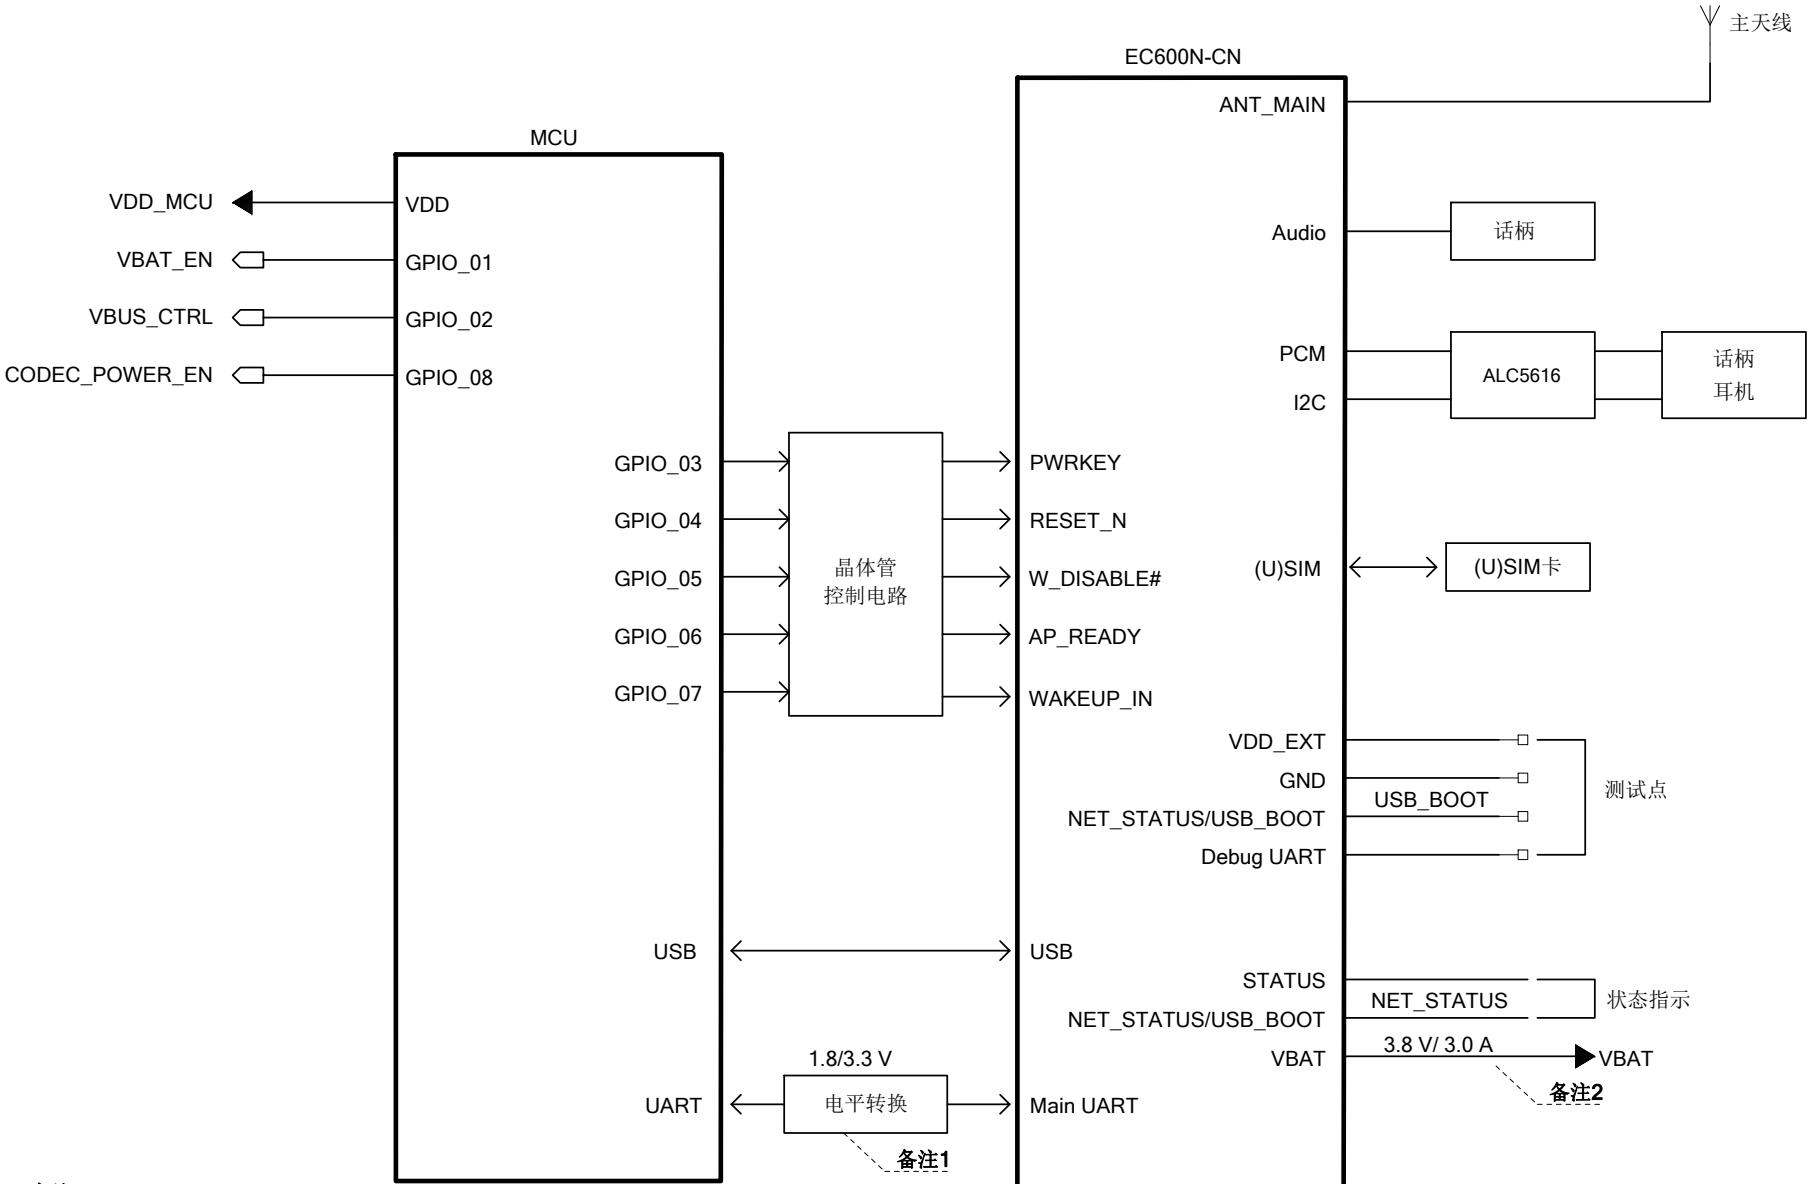 主天线
EC600N-CN
ANT_MAIN
MCU
VDD_MCU
VDD
VBAT_EN
GPIO_01
VBUS_CTRL
GPIO_02
CODEC_POWER_EN
GPIO_08
Audio
话柄
PCM
I2C
ALC5616
话柄
耳机
GPIO_03
GPIO_04
GPIO_05
GPIO_06
GPIO_07
晶体管
控制电路
PWRKEY
RESET_N
W_DISABLE#
AP_READY
WAKEUP_IN
(U)SIM
(U)SIM卡
VDD_EXT
GND
USB_BOOT
NET_STATUS/USB_BOOT
Debug UART
测试点
USB
USB
STATUS
NET_STATUS
NET_STATUS/USB_BOOT
状态指示
VBAT
3.8 V/ 3.0 A
VBAT
备注2
1.8/3.3 V
UART
电平转换
Main UART
备注1